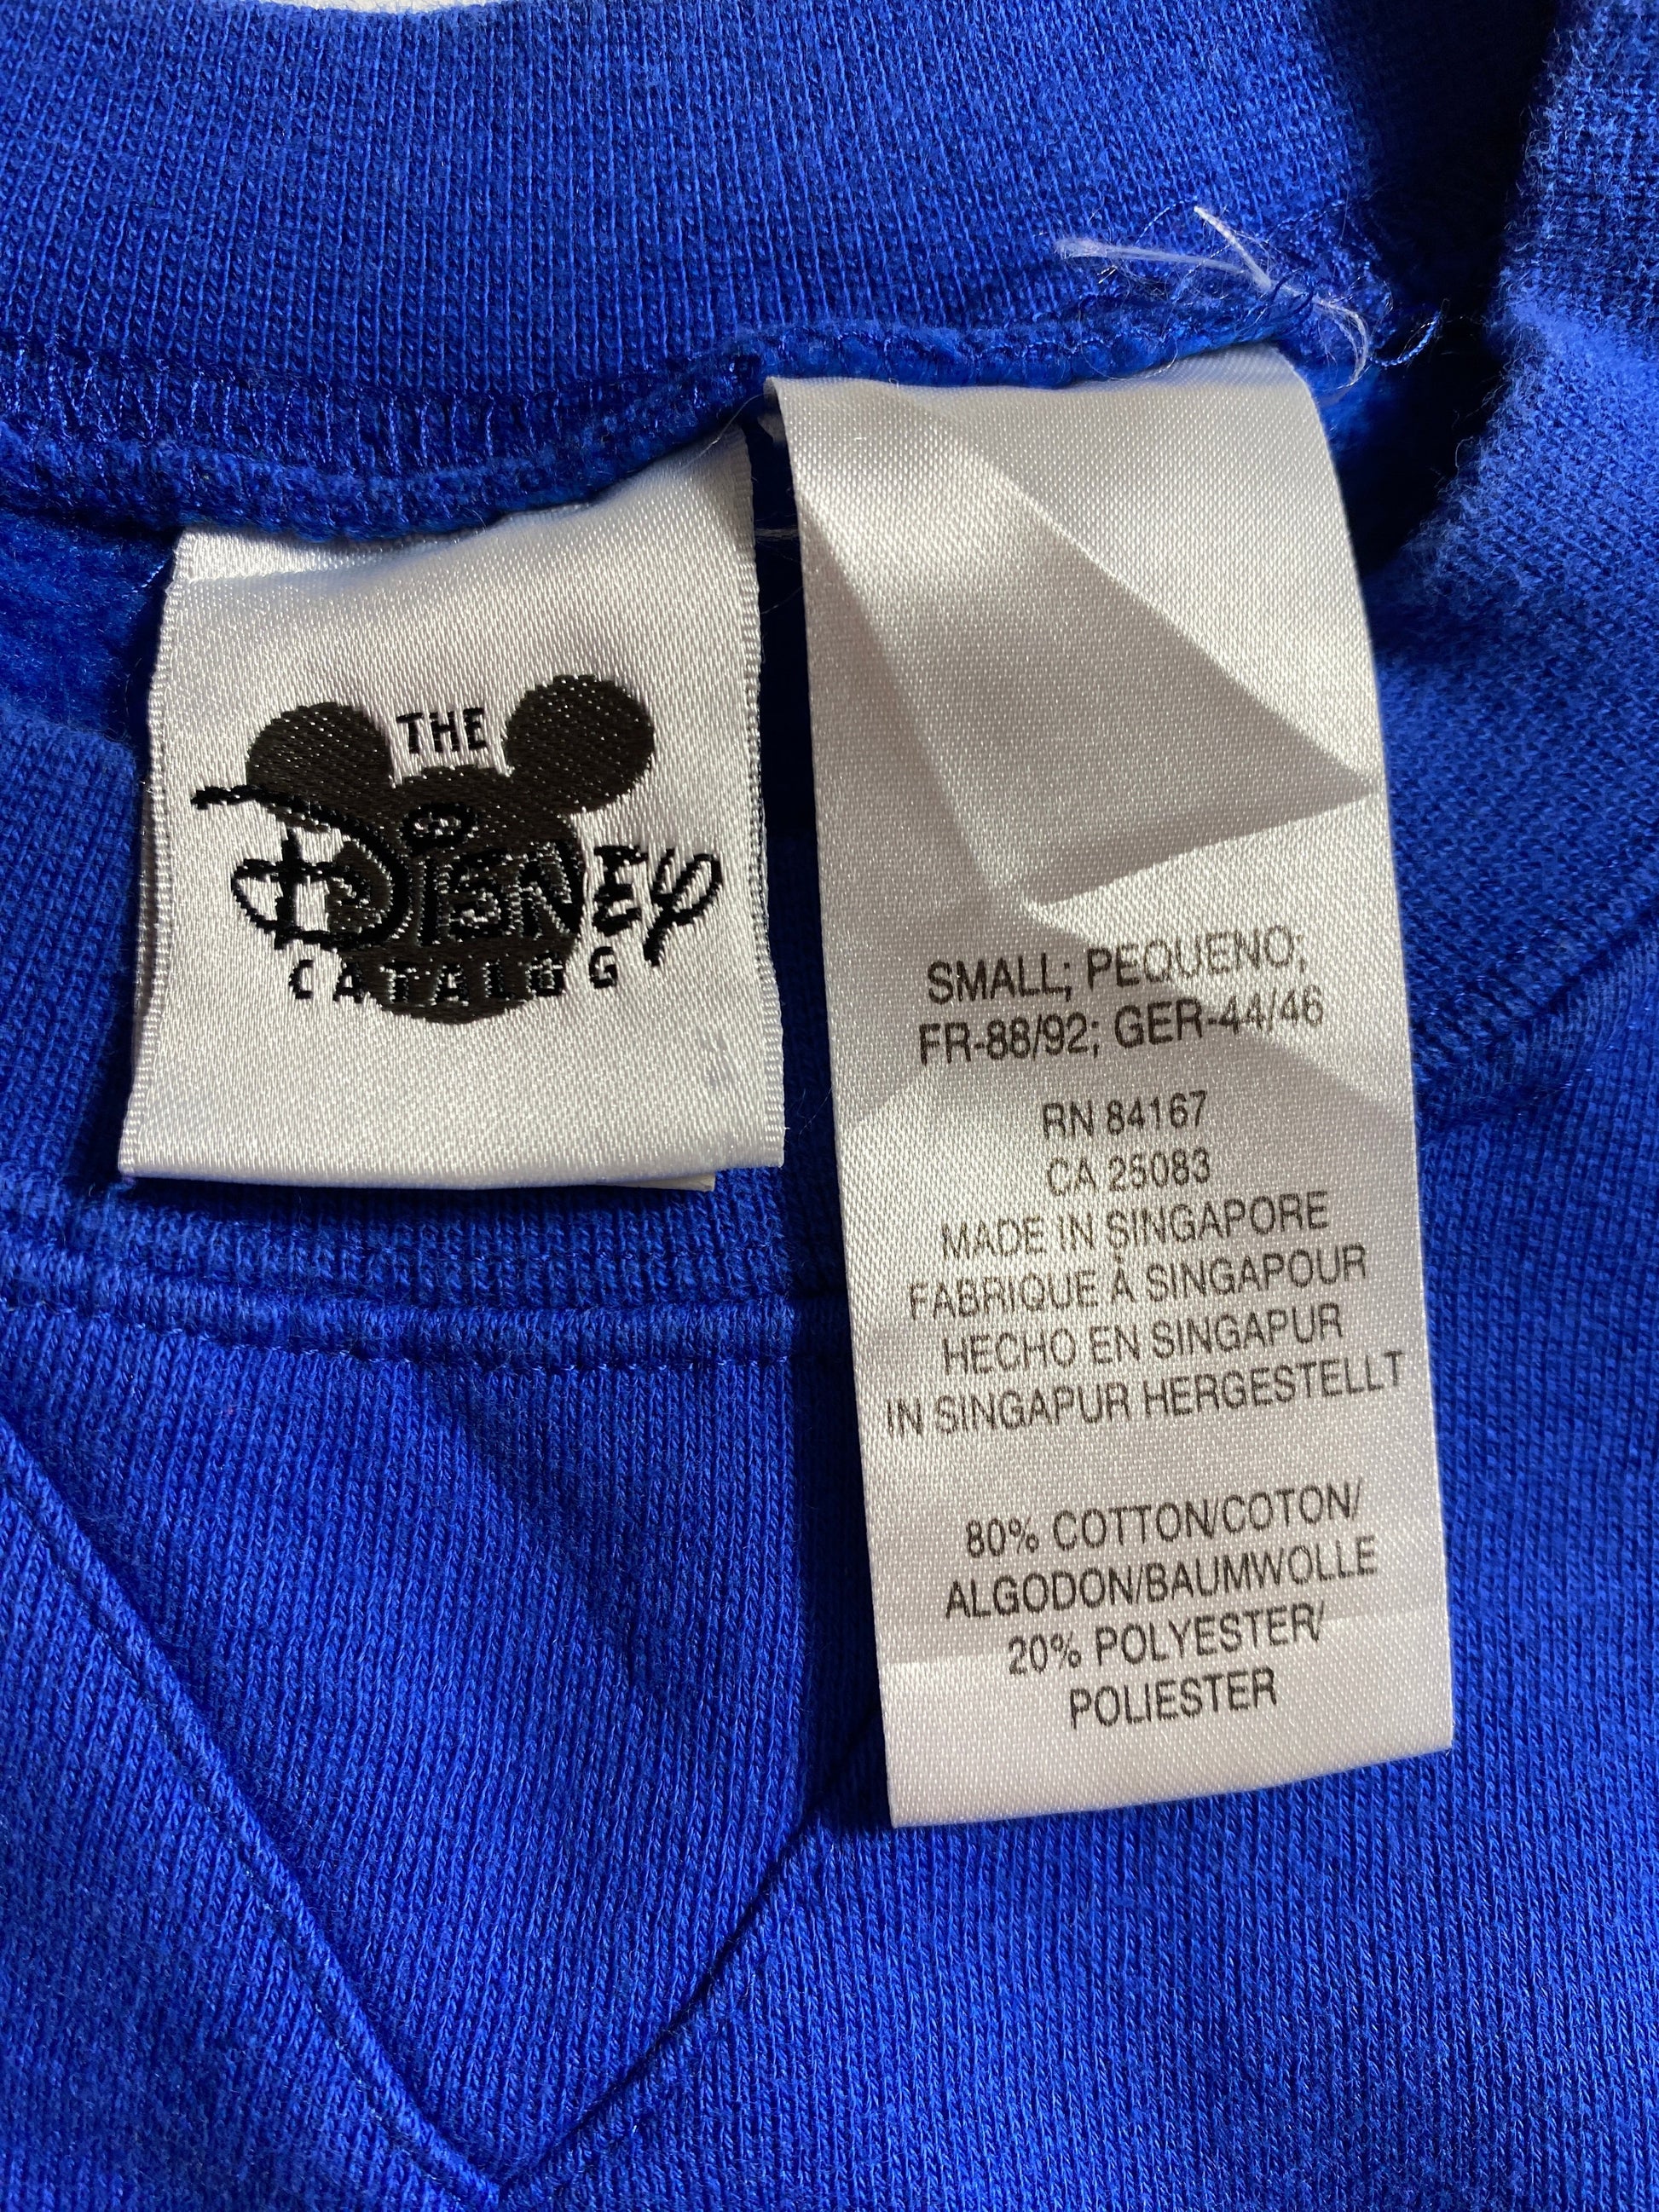 THE
DISNEY
CATALOG
SMALL; PEQUENO;
FR-88/92; GER-44/46
RN 84167
CA 25083
MADE IN SINGAPORE
FABRIQUE À SINGAPOUR
HECHO EN SINGAPUR
IN SINGAPUR HERGESTELLT
80% COTTON/COTON/
ALGODON/BAUMWOLLE
20% POLYESTER/
POLIESTER